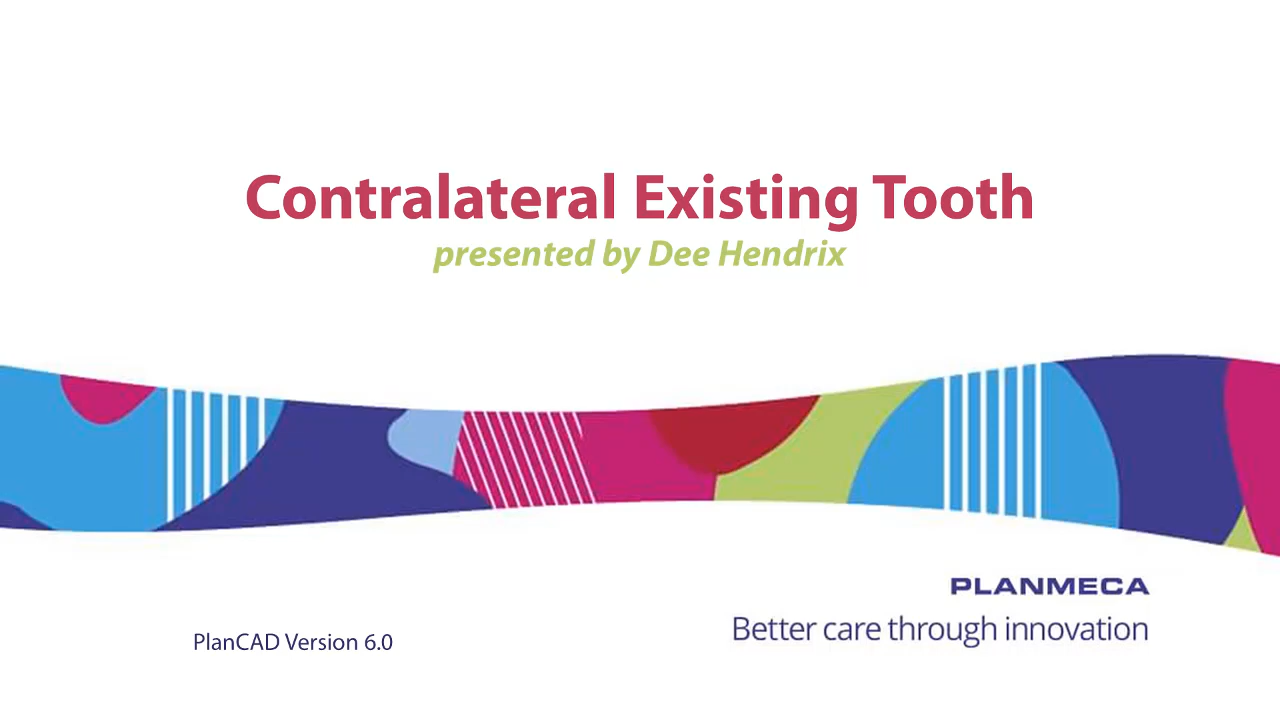 Contralateral Existing Tooth
presented by Dee Hendrix
PLANMECA
Better care through innovation
PlanCAD Version 6.0